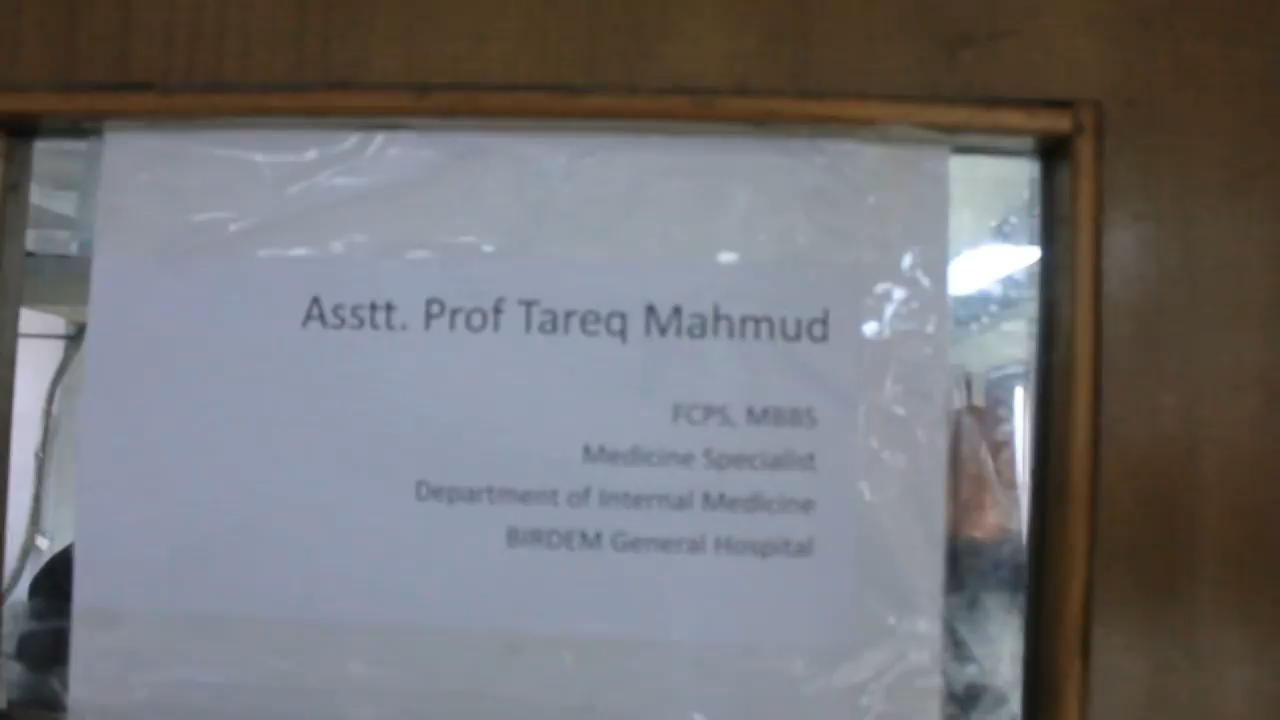 Asstt. Prof Tareq Mahmud
FCPS, MBBS
Medicine Specialist
Department of Internal Medicine
BIRDEM General Hospital